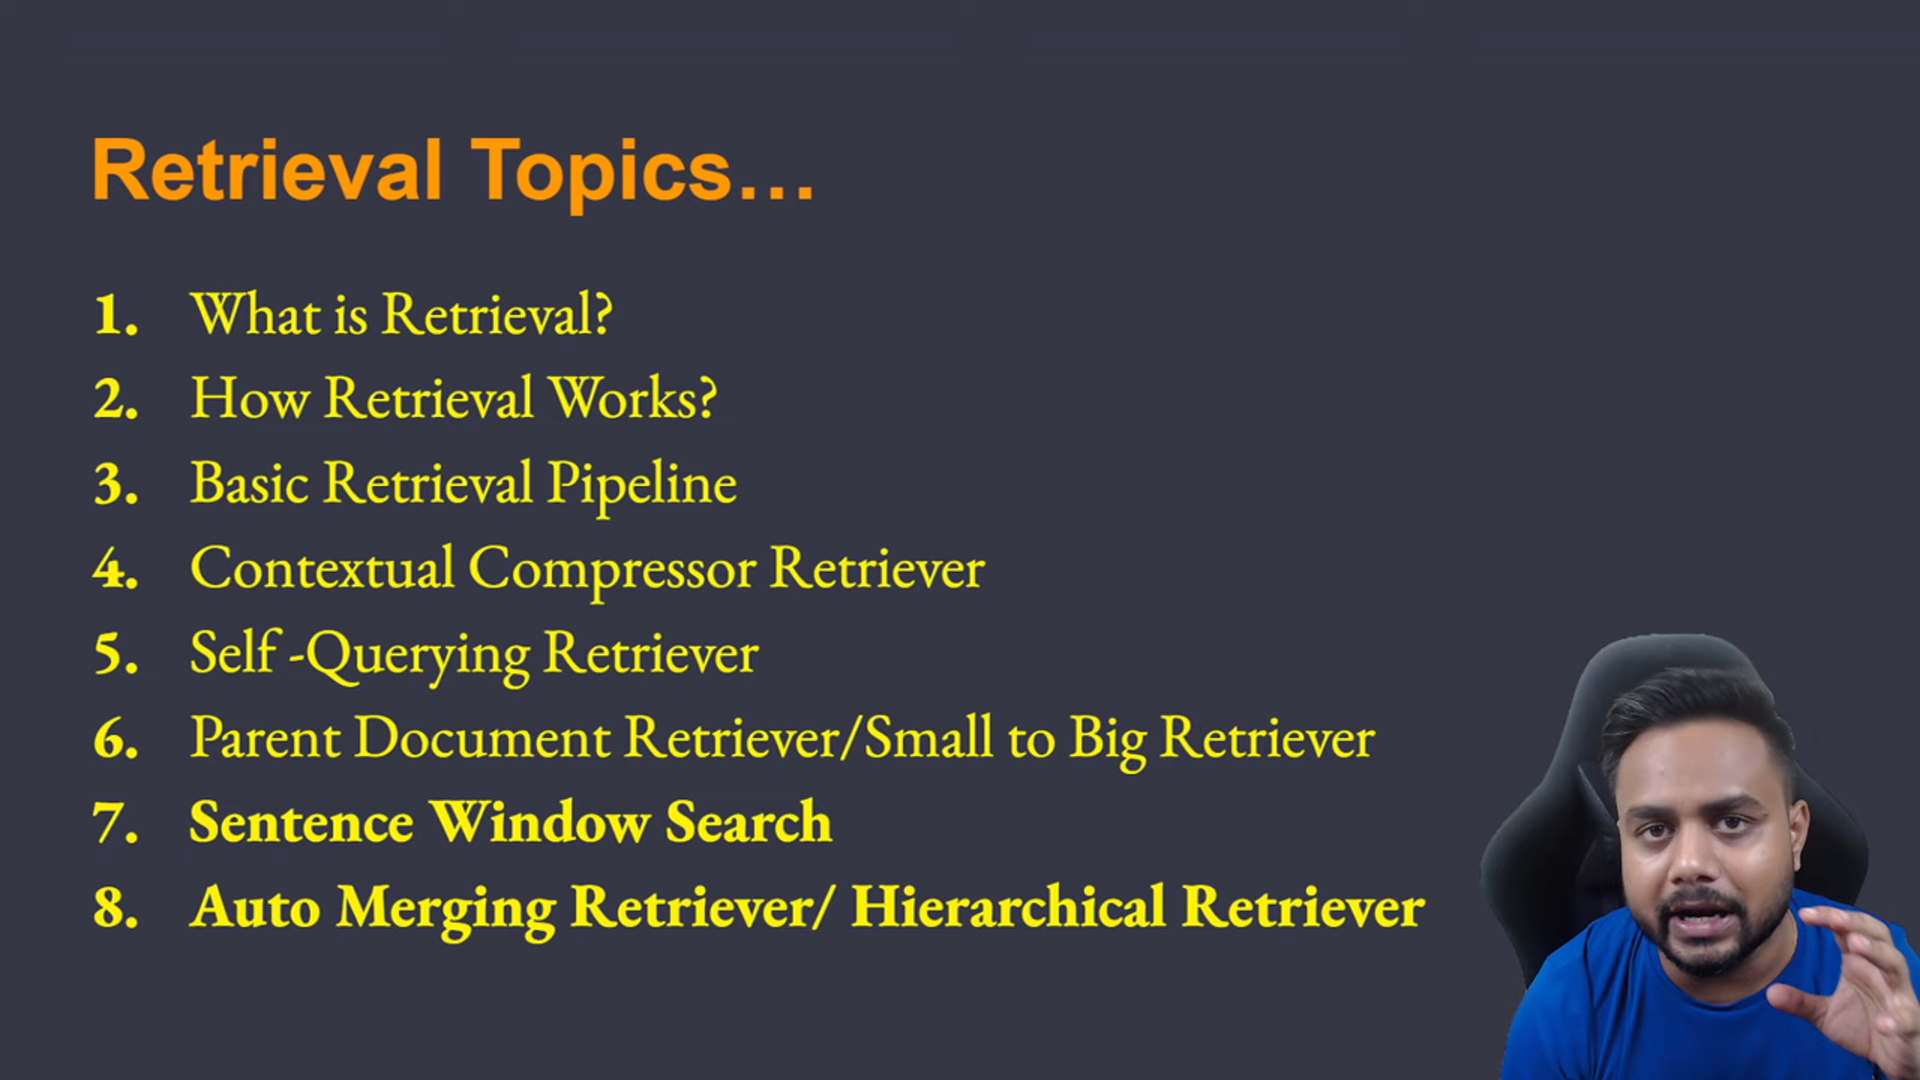 Retrieval Topics…
1. What is Retrieval?
2. How Retrieval Works?
3. Basic Retrieval Pipeline
4. Contextual Compressor Retriever
5. Self -Querying Retriever
6. Parent Document Retriever/Small to Big Retriever
7. Sentence Window Search
8. Auto Merging Retriever/ Hierarchical Retriever